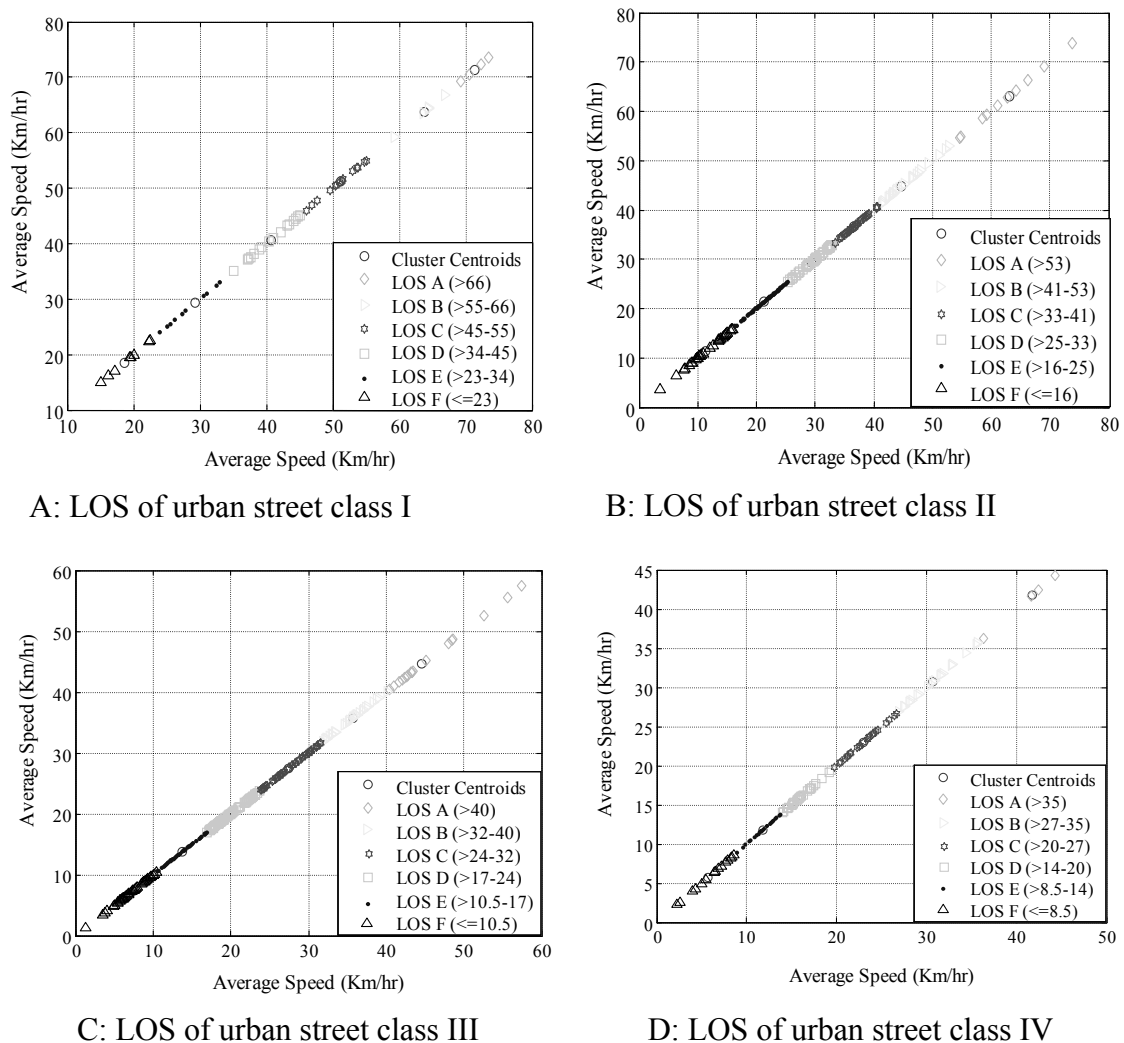 Average Speed (Km/hr)
80
70
60
50
40
30
20
10
10 20 30 40 50 60 70 80
Average Speed (Km/hr)
Cluster Centroids
LOS A (>66)
LOS B (>55-66)
LOS C (>45-55)
LOS D (>34-45)
LOS E (>23-34)
LOS F (<=23)
A: LOS of urban street class I
Average Speed (Km/hr)
80
70
60
50
40
30
20
10
0
0 10 20 30 40 50 60 70 80
Average Speed (Km/hr)
Cluster Centroids
LOS A (>53)
LOS B (>41-53)
LOS C (>33-41)
LOS D (>25-33)
LOS E (>16-25)
LOS F (<=16)
B: LOS of urban street class II
Average Speed (Km/hr)
60
50
40
30
20
10
0
0 10 20 30 40 50 60
Average Speed (Km/hr)
Cluster Centroids
LOS A (>40)
LOS B (>32-40)
LOS C (>24-32)
LOS D (>17-24)
LOS E (>10.5-17)
LOS F (<=10.5)
C: LOS of urban street class III
Average Speed (Km/hr)
45
40
35
30
25
20
15
10
5
0
0 10 20 30 40 50
Average Speed (Km/hr)
Cluster Centroids
LOS A (>35)
LOS B (>27-35)
LOS C (>20-27)
LOS D (>14-20)
LOS E (>8.5-14)
LOS F (<=8.5)
D: LOS of urban street class IV